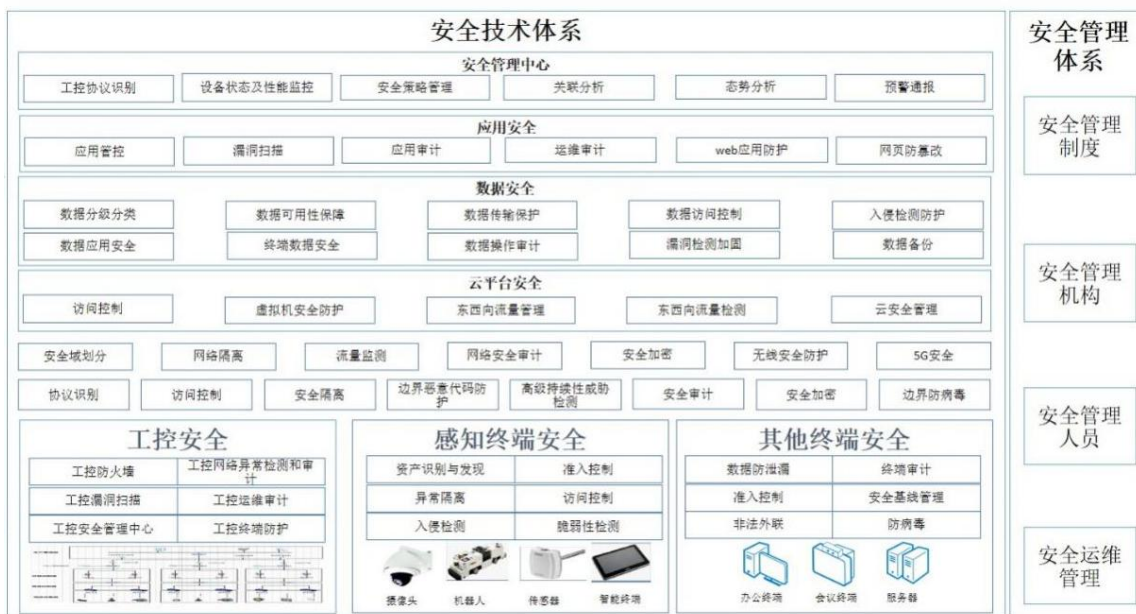 安全技术体系
安全管理中心
工控协议识别
设备状态及性能监控
安全策略管理
关联分析
态势分析
预警通报
应用安全
应用管控
漏洞扫描
应用审计
运维审计
web应用防护
网页防篡改
数据安全
数据分级分类
数据可用性保障
数据传输保护
数据访问控制
入侵检测防护
数据应用安全
终端数据安全
数据操作审计
漏洞检测加固
数据备份
云平台安全
访问控制
虚拟机安全防护
东西向流量管理
东西向流量检测
云安全管理
安全域划分
网络隔离
流量监测
网络安全审计
安全加密
无线安全防护
5G安全
协议识别
访问控制
安全隔离
边界恶意代码防
护
高级持续性威胁
检测
安全审计
安全加密
边界防病毒
工控安全
工控防火墙
工控网络异常检测和审
计
工控漏洞扫描
工控运维审计
工控安全管理中心
工控终端防护
感知终端安全
资产识别与发现
准入控制
异常隔离
访问控制
入侵检测
脆弱性检测
摄像头
机器人
传感器
智能终端
其他终端安全
数据防泄漏
终端审计
准入控制
安全基线管理
非法外联
防病毒
办公终端
会议终端
服务器
安全管理
体系
安全管理
制度
安全管理
机构
安全管理
人员
安全运维
管理